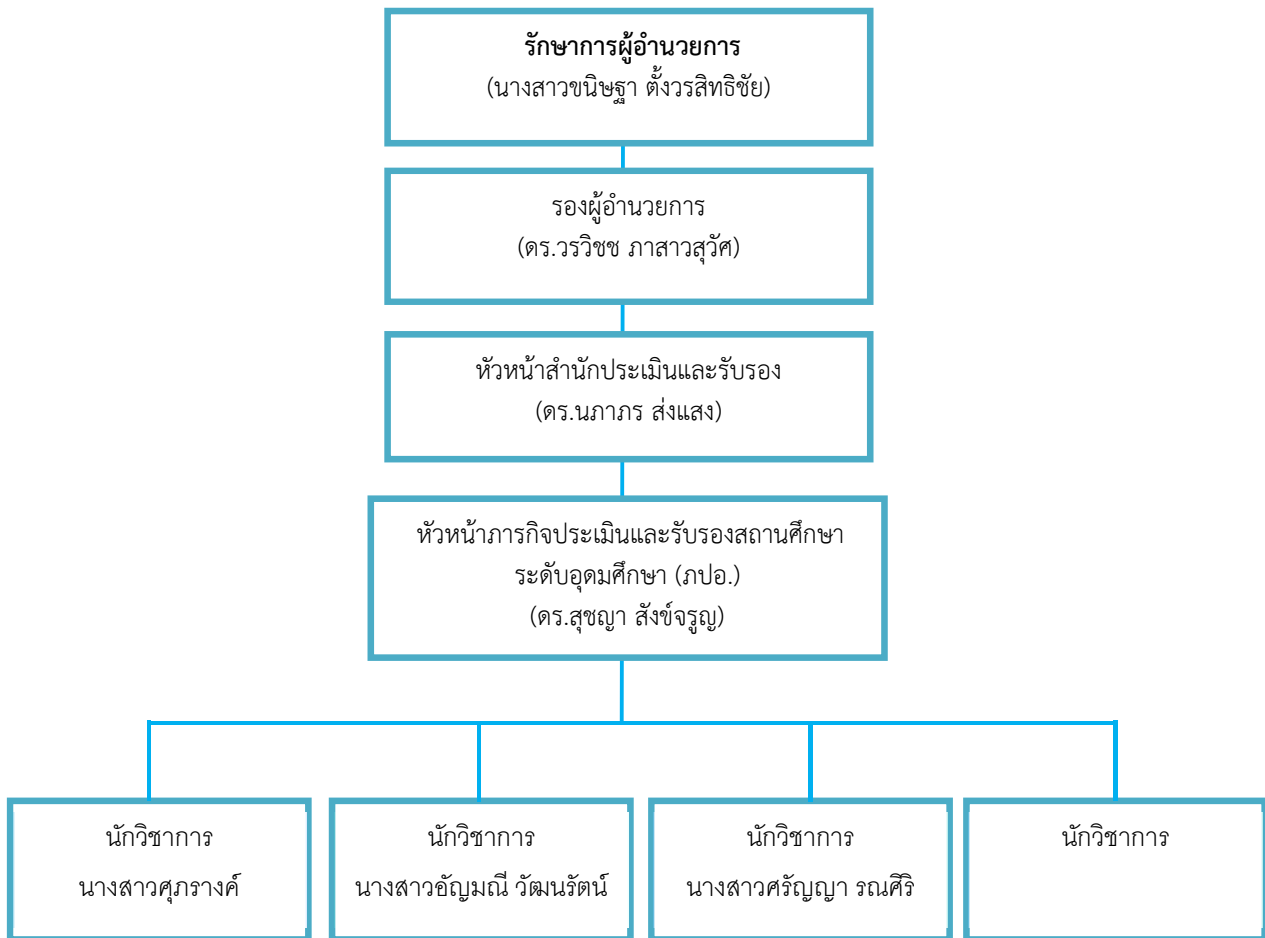 รักษาการผู้อำนวยการ
(นางสาวขนิษฐา ตั้งวรสิทธิชัย)
รองผู้อำนวยการ
(ดร.วรวิชช ภาสาวสุวัศ)
หัวหน้าสำนักประเมินและรับรอง
(ดร.นภาภร ส่งแสง)
หัวหน้าภารกิจประเมินและรับรองสถานศึกษา
ระดับอุดมศึกษา (ภปอ.)
(ดร.สุชญา สังข์จรูญ)
นักวิชาการ
นางสาวศุภรางค์
นักวิชาการ
นางสาวอัญมณี วัฒนรัตน์
นักวิชาการ
นางสาวศรัญญา รณศิริ
นักวิชาการ